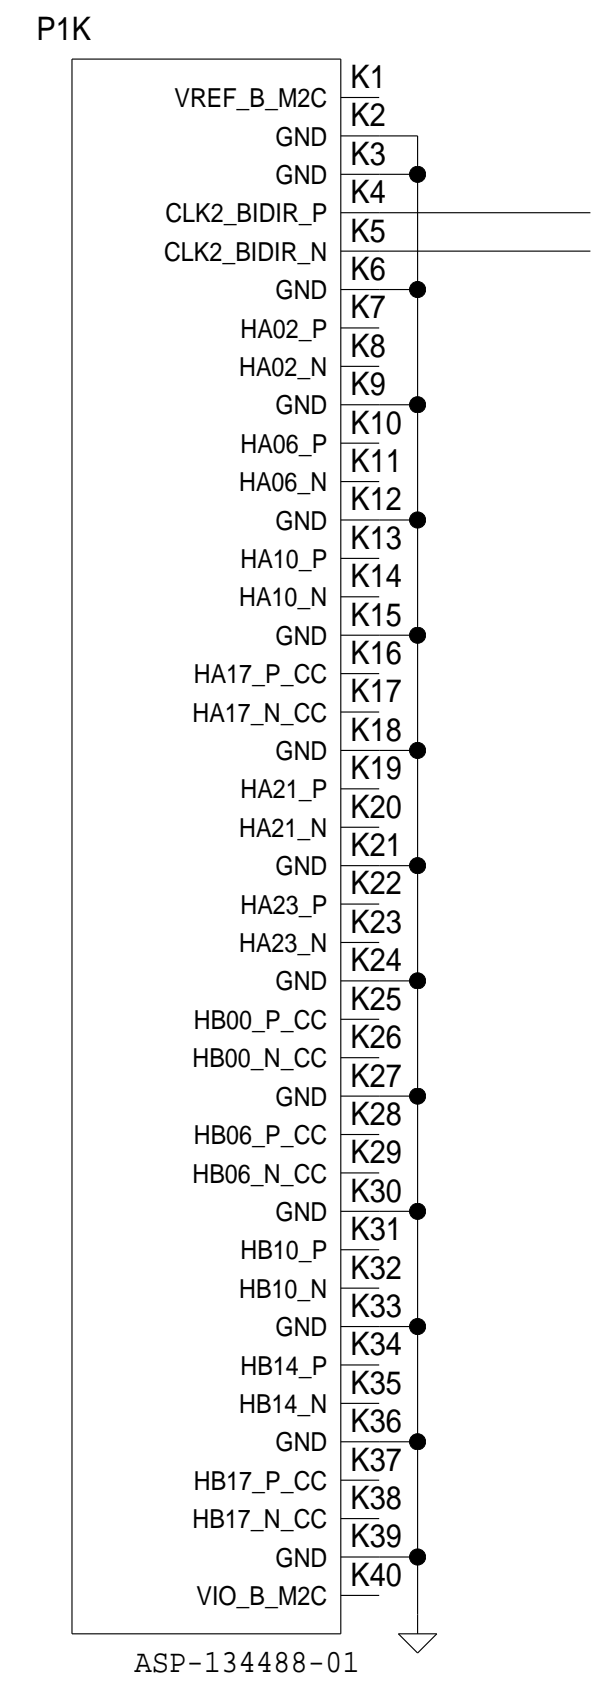 P1K
K1
VREF_B_M2C
K2
GND
K3
GND
K4
CLK2_BIDIR_P
K5
CLK2_BIDIR_N
K6
GND
K7
HA02_P
K8
HA02_N
K9
GND
K10
HA06_P
K11
HA06_N
K12
GND
K13
HA10_P
K14
HA10_N
K15
GND
K16
HA17_P_CC
K17
HA17_N_CC
K18
GND
K19
HA21_P
K20
HA21_N
K21
GND
K22
HA23_P
K23
HA23_N
K24
GND
K25
HB00_P_CC
K26
HB00_N_CC
K27
GND
K28
HB06_P_CC
K29
HB06_N_CC
K30
GND
K31
HB10_P
K32
HB10_N
K33
GND
K34
HB14_P
K35
HB14_N
K36
GND
K37
HB17_P_CC
K38
HB17_N_CC
K39
GND
K40
VIO_B_M2C
ASP-134488-01